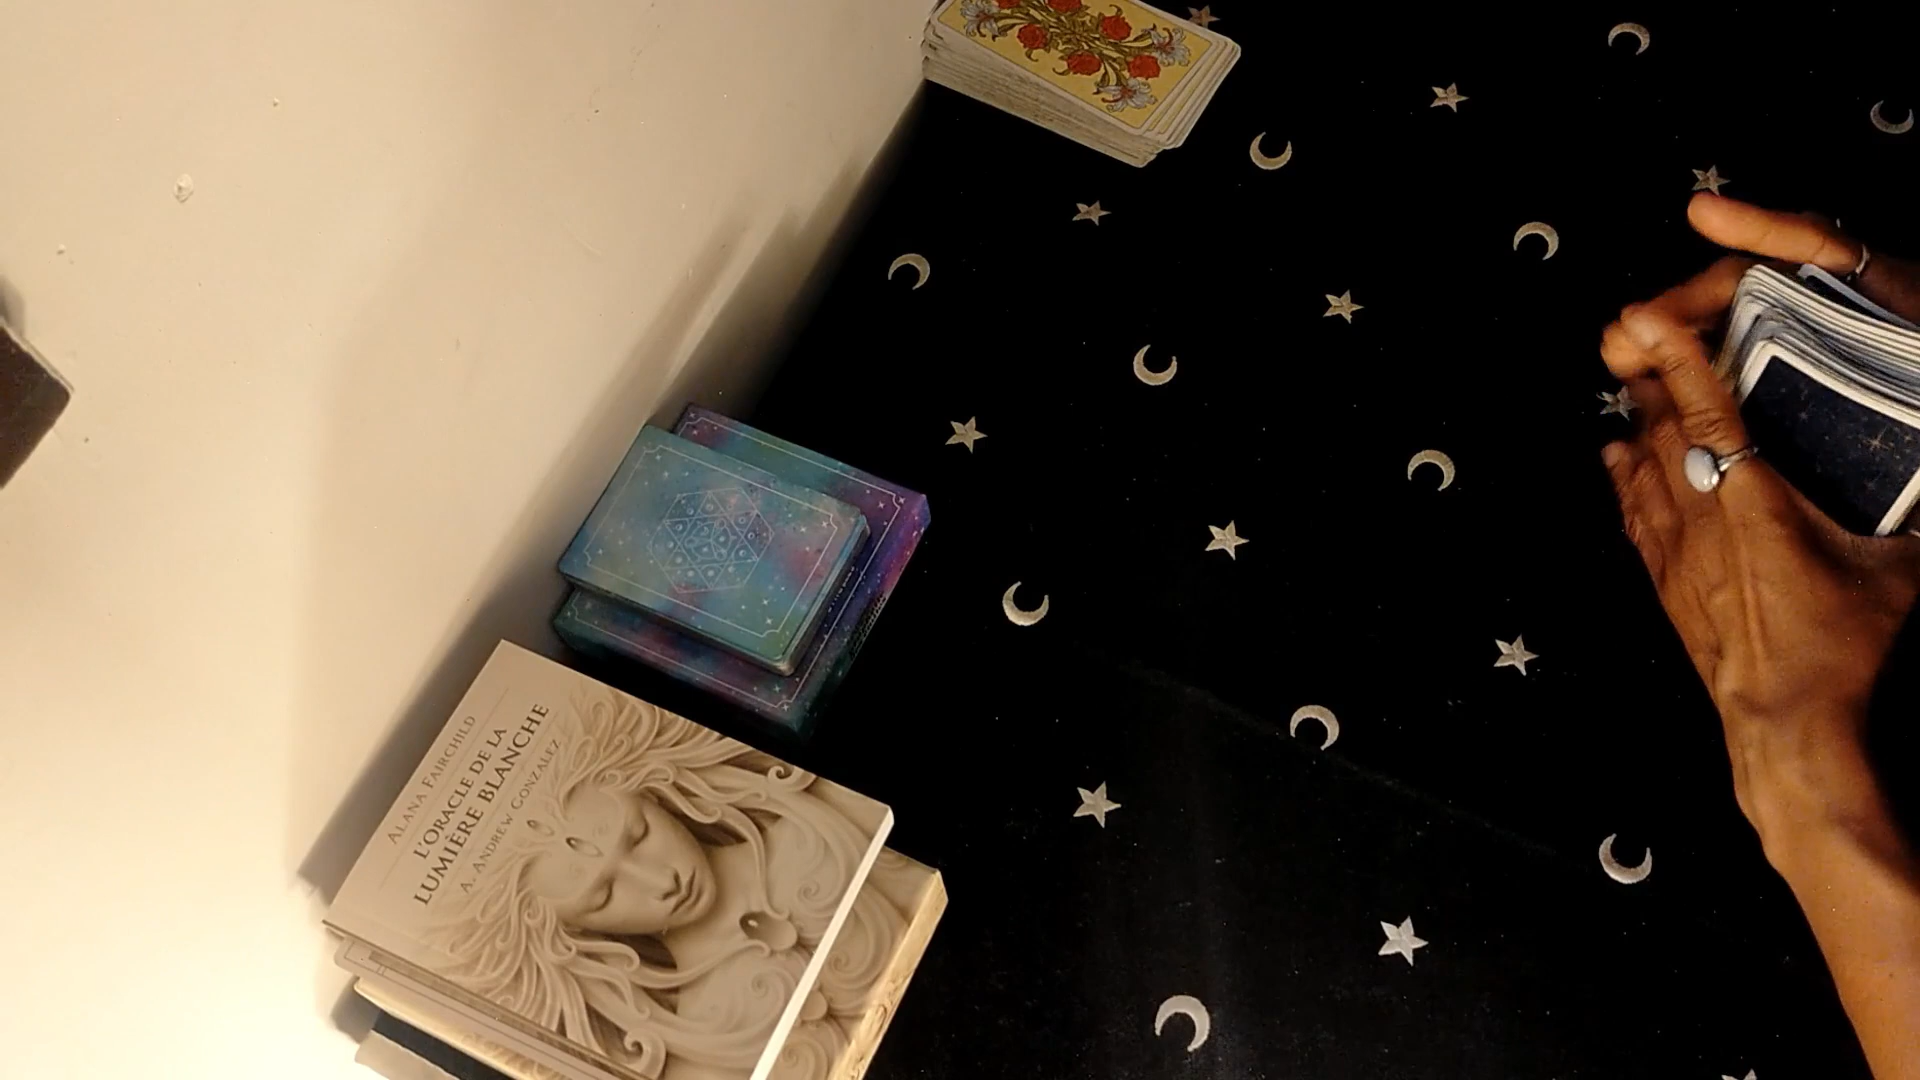 ALANA FAIRCHILD
L'ORACLE DE LA
LUMIÈRE BLANCHE
A. ANDREW GONZALEZ